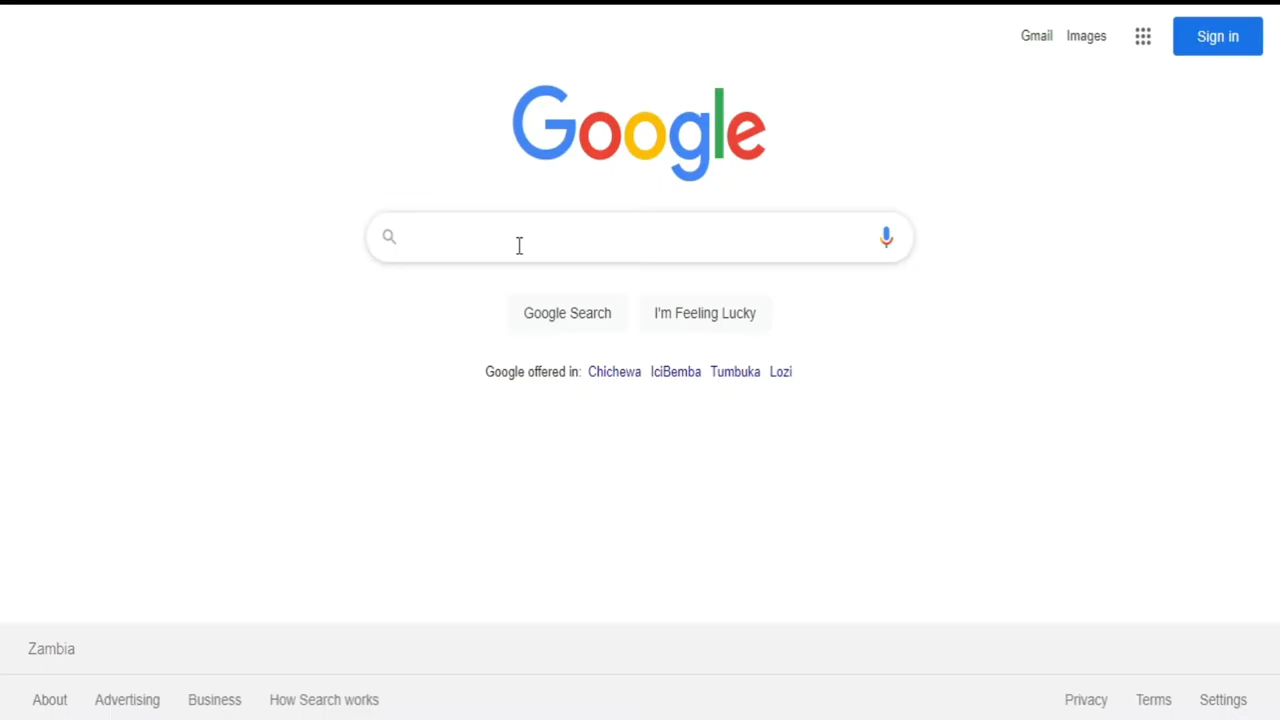 Gmail Images Sign in
Google
Google Search I'm Feeling Lucky
Google offered in: Chichewa IciBemba Tumbuka Lozi
Zambia
About Advertising Business How Search works Privacy Terms Settings